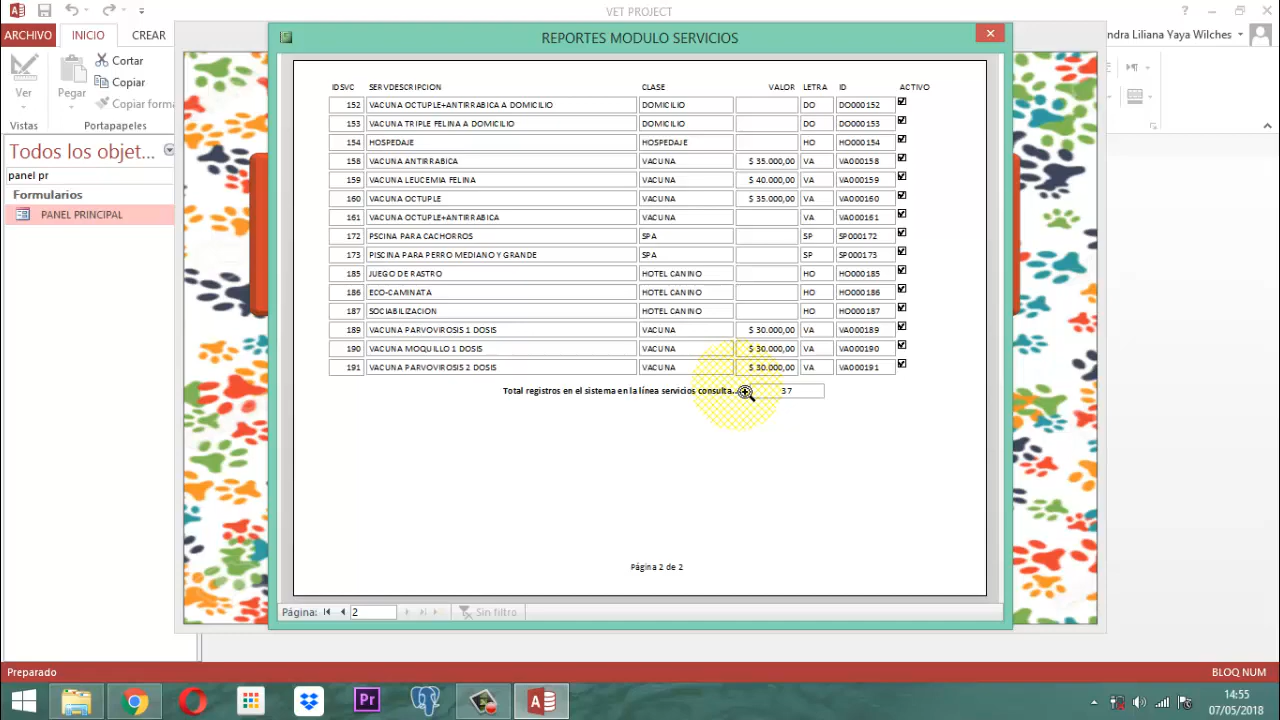 VET PROJECT
ARCHIVO INICIO CREAR ndra Liliana Yaya Wilches
REPORTES MODULO SERVICIOS
Ver
Pegar
Cortar
Copiar
Copiar forma
Vistas Portapapeles
Todos los objet...
panel pr
Formularios
PANEL PRINCIPAL
IDSVC SERVDESCRIPCION CLASE VALOR LETRA ID ACTIVO
152 VACUNA OCTUPLE+ANTIRRABICA A DOMICILIO DOMICILIO DO DO000152
153 VACUNA TRIPLE FELINA A DOMICILIO DOMICILIO DO DO000153
154 HOSPEDAJE HOSPEDAJE HO HO000154
158 VACUNA ANTIRRABICA VACUNA $ 35.000,00 VA VA000158
159 VACUNA LEUCEMIA FELINA VACUNA $ 40.000,00 VA VA000159
160 VACUNA OCTUPLE VACUNA $ 35.000,00 VA VA000160
161 VACUNA OCTUPLE+ANTIRRABICA VACUNA VA VA000161
172 PSCINA PARA CACHORROS SPA SP SP000172
173 PISCINA PARA PERRO MEDIANO Y GRANDE SPA SP SP000173
185 JUEGO DE RASTRO HOTEL CANINO HO HO000185
186 ECO-CAMINATA HOTEL CANINO HO HO000186
187 SOCIABILIZACION HOTEL CANINO HO HO000187
189 VACUNA PARVOVIROSIS 1 DOSIS VACUNA $ 30.000,00 VA VA000189
190 VACUNA MOQUILLO 1 DOSIS VACUNA $ 30.000,00 VA VA000190
191 VACUNA PARVOVIROSIS 2 DOSIS VACUNA $ 30.000,00 VA VA000191
Total registros en el sistema en la línea servicios consulta.. 37
Página 2 de 2
Página: 2 Sin filtro
Preparado BLOQ NUM
Pr
14:55
07/05/2018